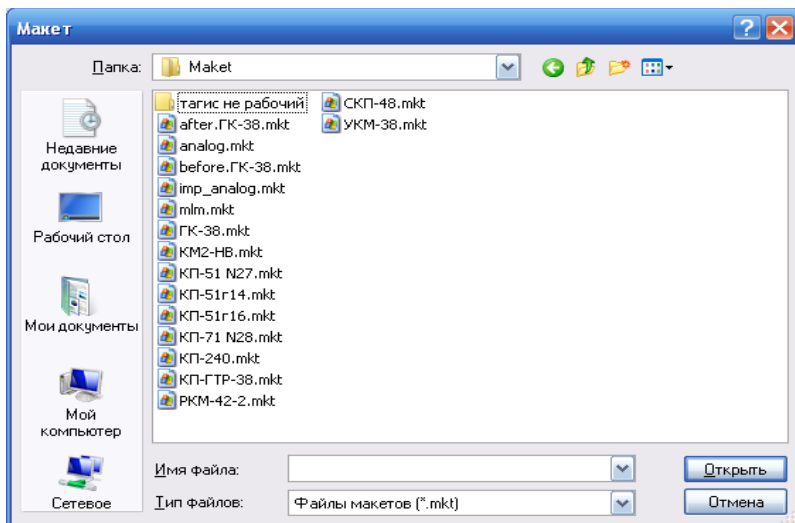 Макет
Папка: Maket
Недавние документы
Рабочий стол
Мои документы
Мой компьютер
Сетевое
тагис не рабочий
after.ГК-38.mkt
analog.mkt
before.ГК-38.mkt
imp_analog.mkt
mlm.mkt
ГК-38.mkt
КМ2-НВ.mkt
КП-51 N27.mkt
КП-51г14.mkt
КП-51г16.mkt
КП-71 N28.mkt
КП-240.mkt
КП-ГТР-38.mkt
РКМ-42-2.mkt
СКП-48.mkt
УКМ-38.mkt
Имя файла:
Открыть
Тип файлов: Файлы макетов (*.mkt)
Отмена